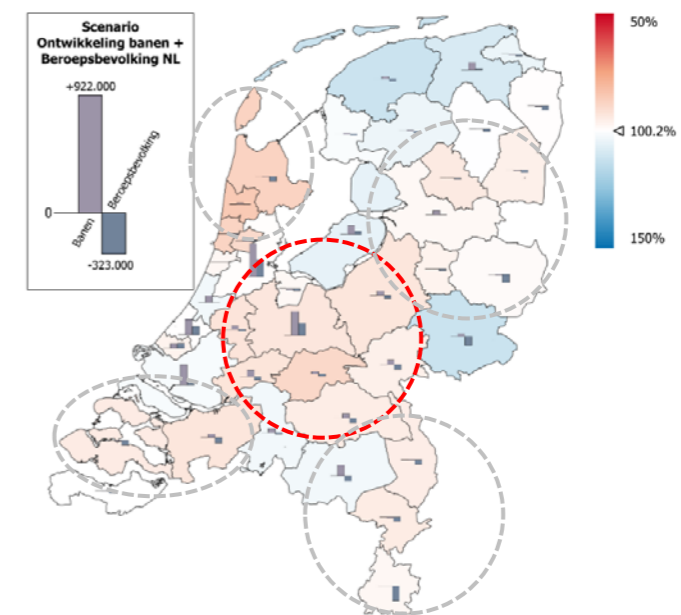 Scenario
Ontwikkeling banen +
Beroepsbevolking NL
+922.000
Beroepsbevolking
0
Banen
-323.000
50%
100.2%
150%